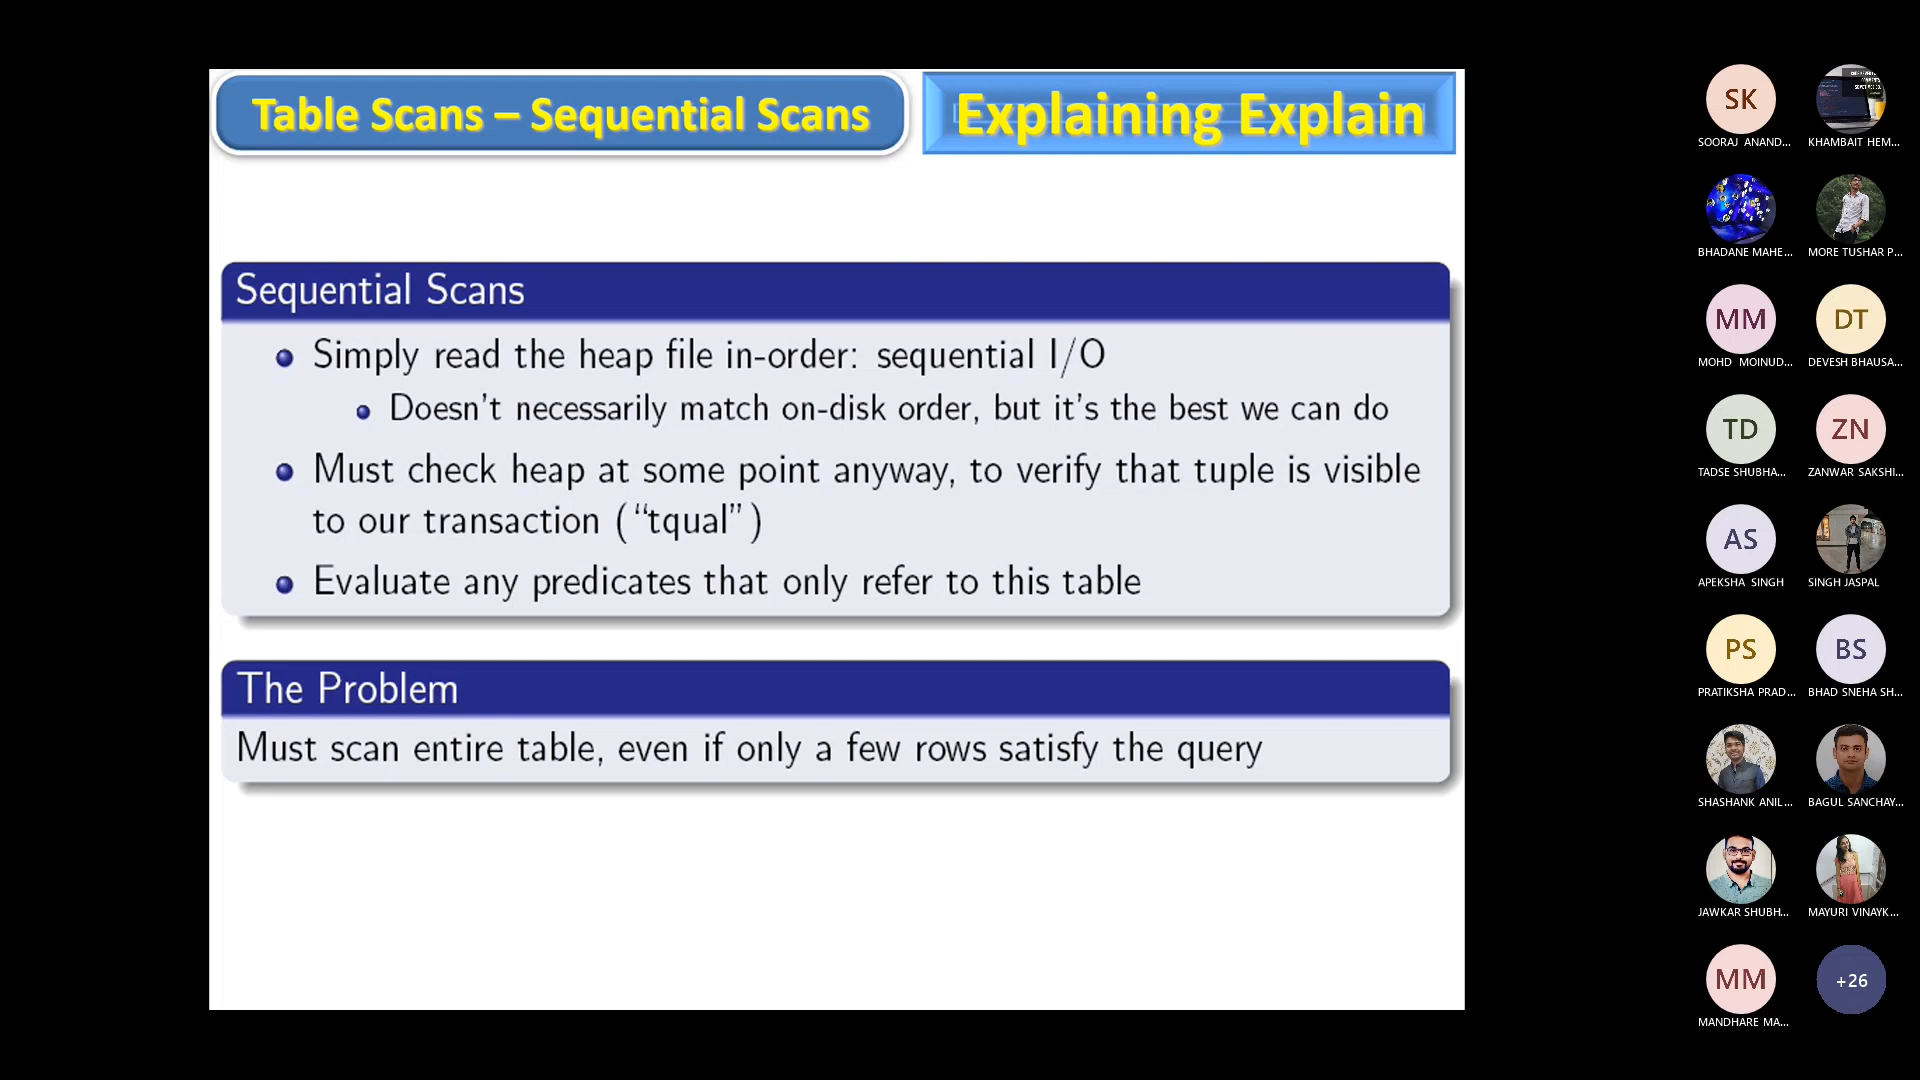 Table Scans – Sequential Scans
Explaining Explain
Sequential Scans
Simply read the heap file in-order: sequential I/O
Doesn't necessarily match on-disk order, but it's the best we can do
Must check heap at some point anyway, to verify that tuple is visible
to our transaction (“tqual”)
Evaluate any predicates that only refer to this table
The Problem
Must scan entire table, even if only a few rows satisfy the query
SK
SOORAJ ANAND...
KHAMBAIT HEM...
BHADANE MAHE...
MORE TUSHAR P...
MM
MOHD MOINUD...
DT
DEVESH BHAUSA...
TD
TADSE SHUBHA...
ZN
ZANWAR SAKSHI...
AS
APEKSHA SINGH
SINGH JASPAL
PS
PRATIKSHA PRAD...
BS
BHAD SNEHA SH...
SHASHANK ANIL...
BAGUL SANCHAY...
JAWKAR SHUBH...
MAYURI VINAYK...
MM
MANDHARE MA...
+26